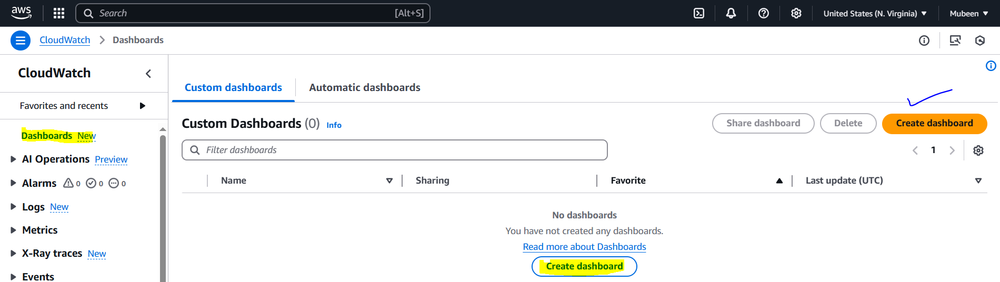 aws Search [Alt+S] United States (N. Virginia) Mubeen
CloudWatch Dashboards
CloudWatch
Favorites and recents
Dashboards New
AI Operations Preview
Alarms 0 0 0
Logs New
Metrics
X-Ray traces New
Events
Custom dashboards Automatic dashboards
Custom Dashboards (0) Info Share dashboard Delete Create dashboard
Filter dashboards 1
Name Sharing Favorite Last update (UTC)
No dashboards
You have not created any dashboards.
Read more about Dashboards
Create dashboard